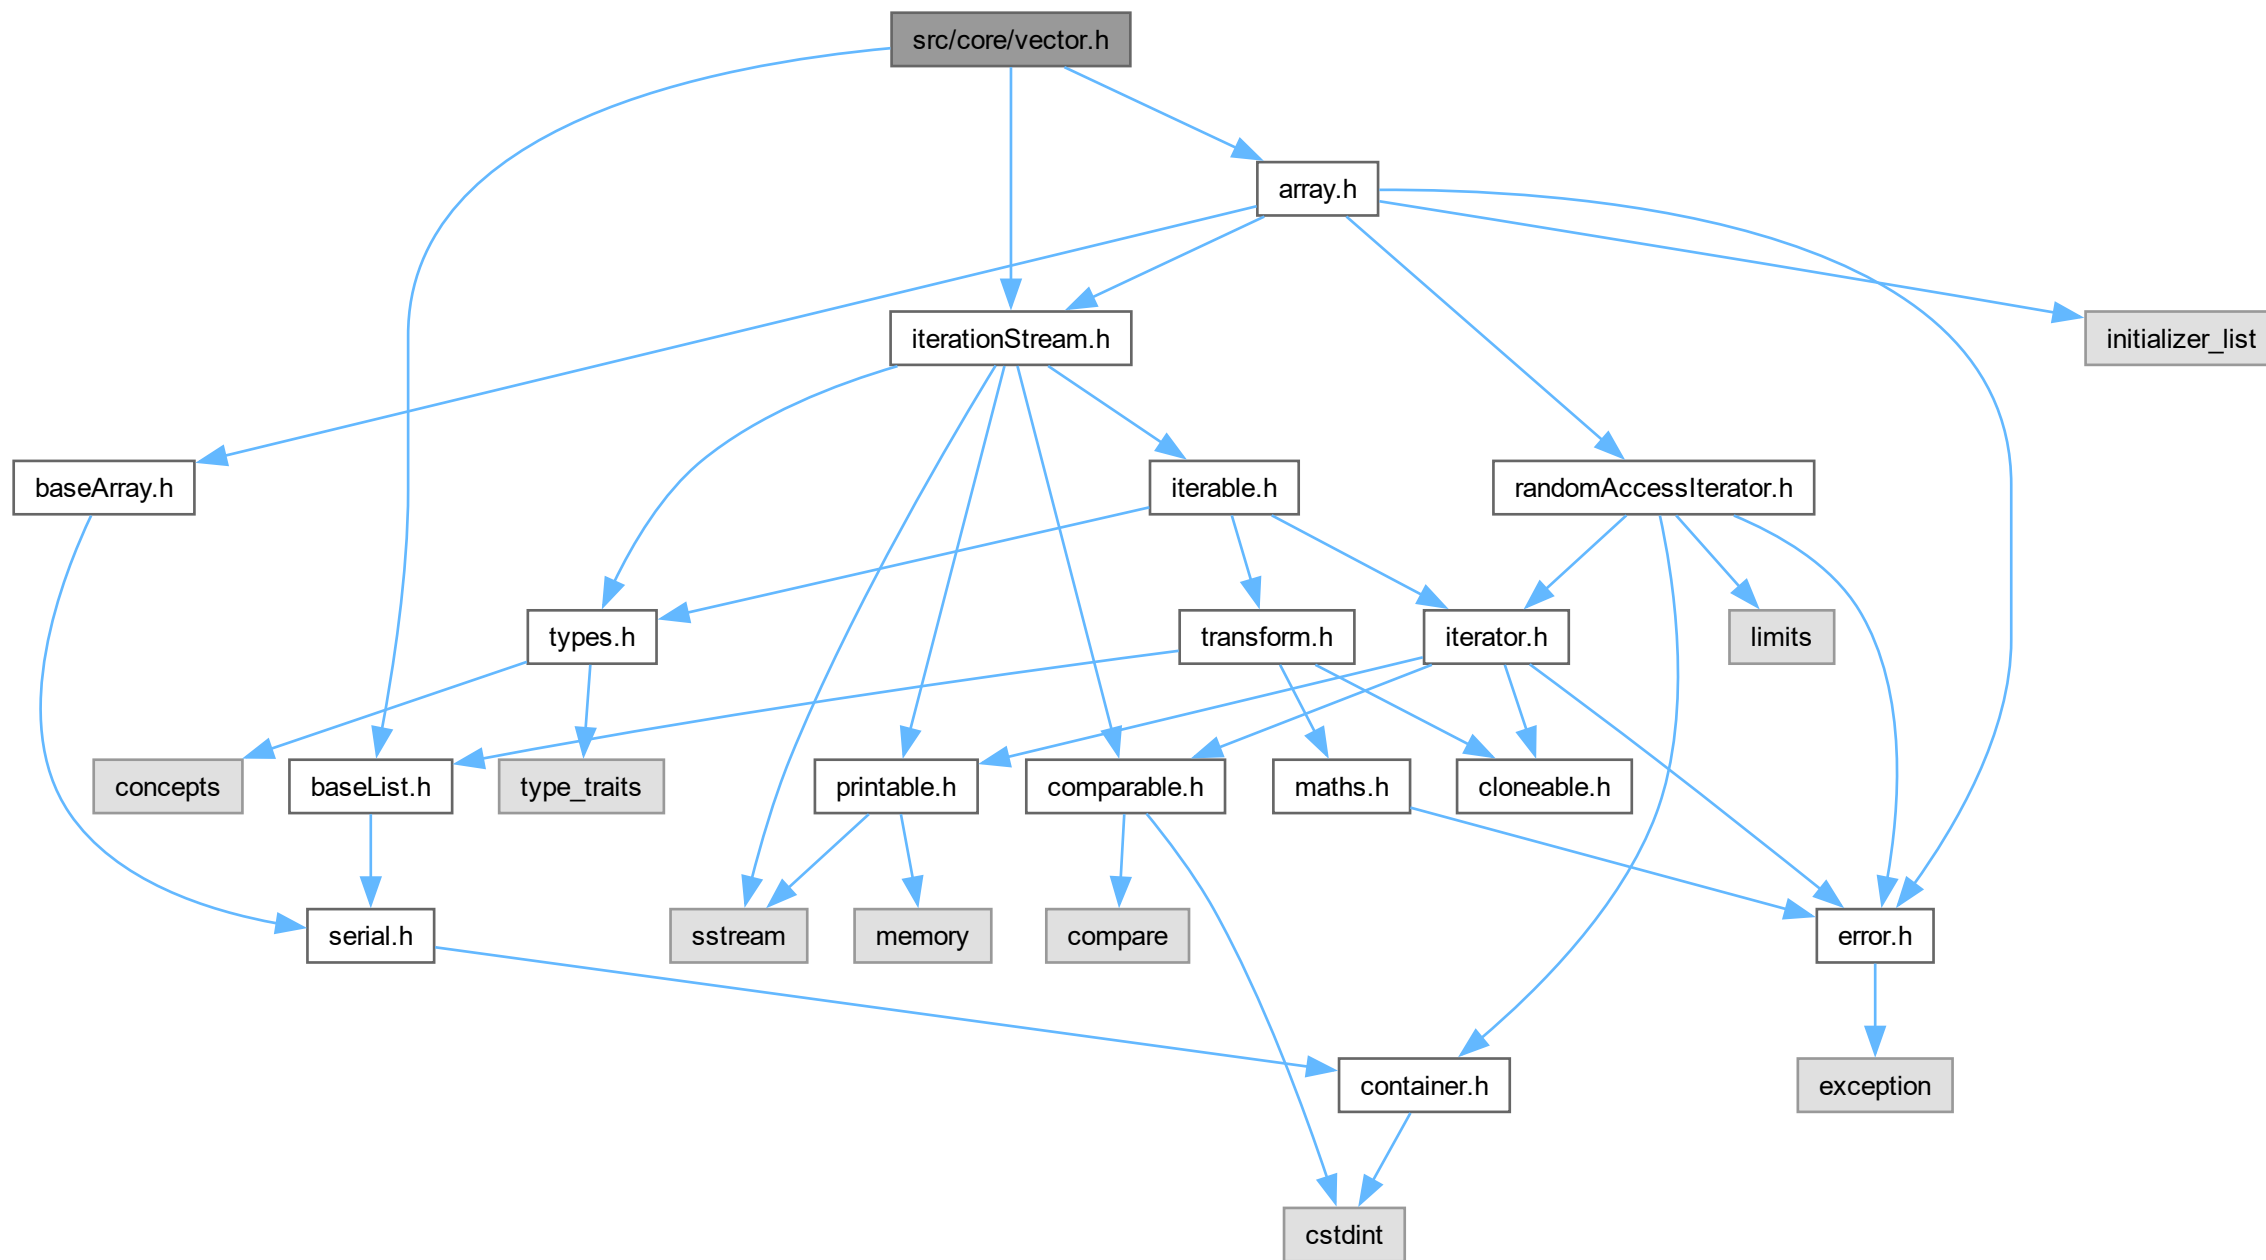 src/core/vector.h
array.h
iterationStream.h
initializer_list
baseArray.h
iterable.h
randomAccessIterator.h
types.h
transform.h
iterator.h
limits
concepts
baseList.h
type_traits
printable.h
comparable.h
maths.h
cloneable.h
serial.h
sstream
memory
compare
error.h
container.h
exception
cstdint